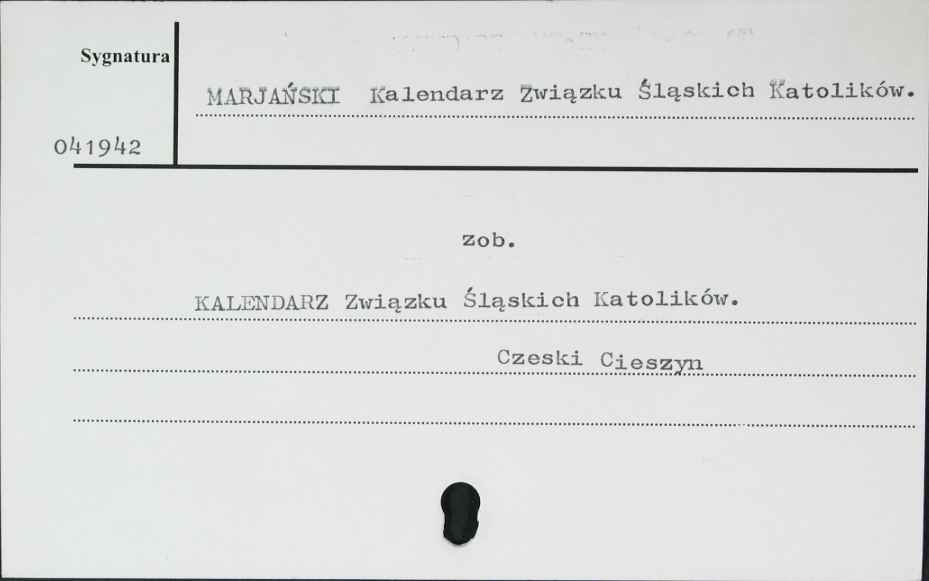 Sygnatura
MARJAŃSKI Kalendarz Związku Śląskich Katolików.
041942
zob.
KALENDARZ Związku Śląskich Katolików.
Czeski Cieszyn